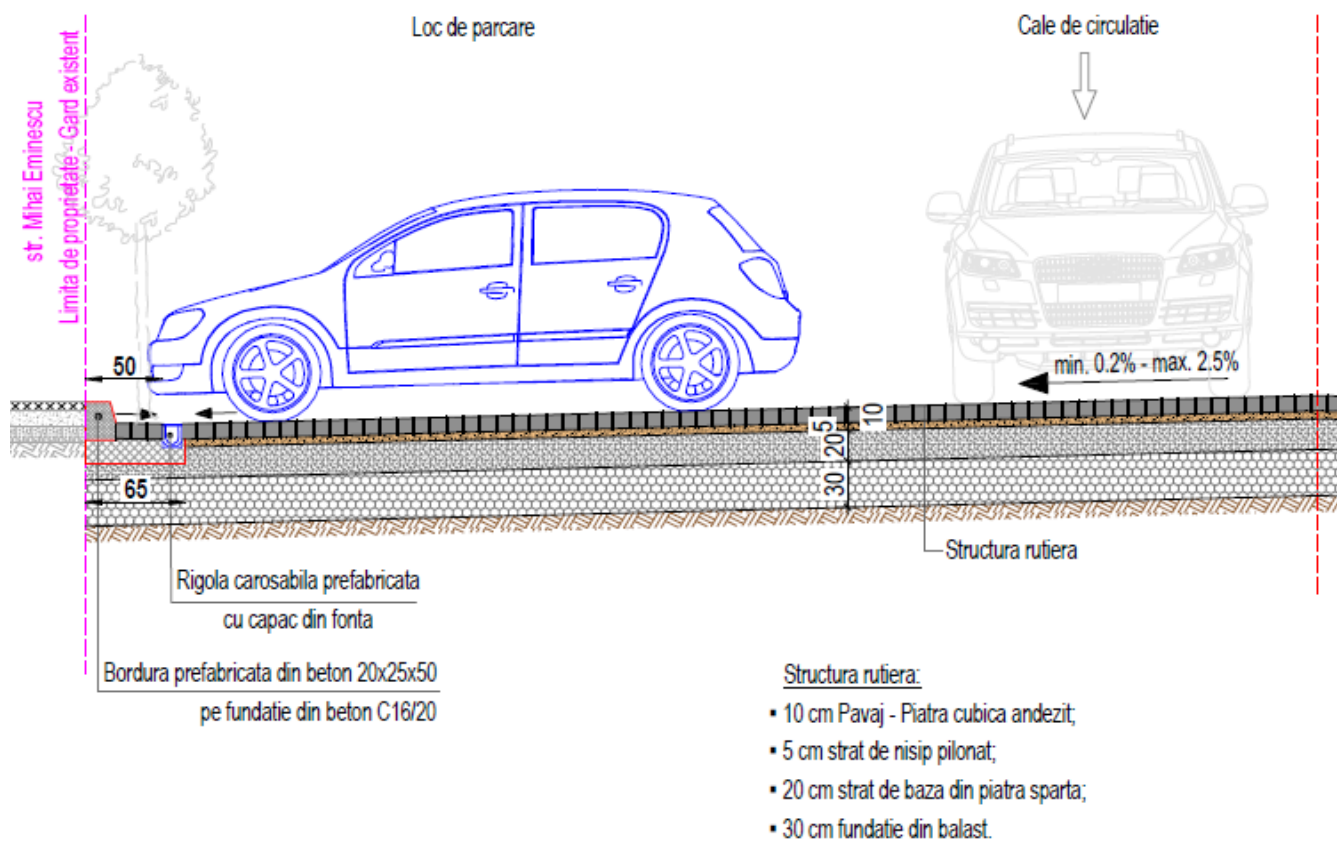 Loc de parcare
Cale de circulatie
str. Mihai Eminescu
Limita de proprietate - Gard existent
50
min. 0.2% - max. 2.5%
10
5
20
30
65
Structura rutiera
Rigola carosabila prefabricata
cu capac din fonta
Bordura prefabricata din beton 20x25x50
pe fundatie din beton C16/20
Structura rutiera:
▪ 10 cm Pavaj - Piatra cubica andezit;
▪ 5 cm strat de nisip pilonat;
▪ 20 cm strat de baza din piatra sparta;
▪ 30 cm fundatie din balast.